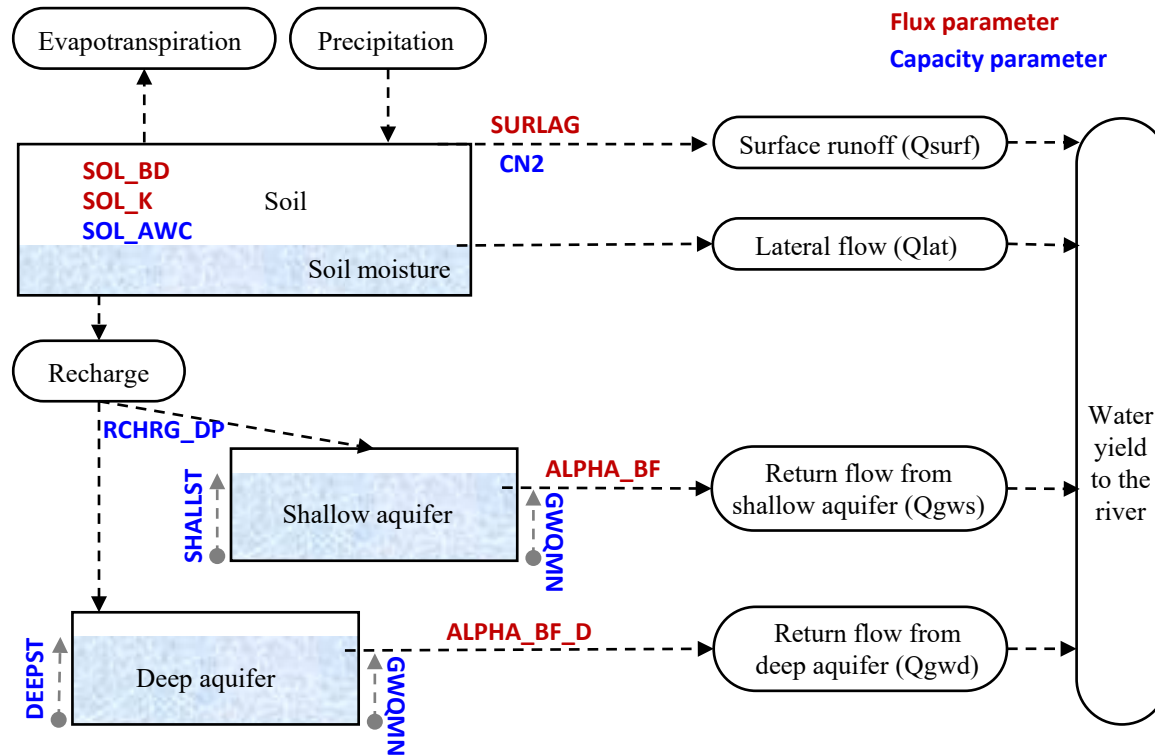 Evapotranspiration
Precipitation
Flux parameter
Capacity parameter
SURLAG
CN2
Surface runoff (Qsurf)
SOL_BD
SOL_K
SOL_AWC
Soil
Soil moisture
Lateral flow (Qlat)
Recharge
RCHRG_DP
SHALLST
Shallow aquifer
GWQMN
ALPHA_BF
Return flow from
shallow aquifer (Qgws)
Water
yield
to the
river
DEEPST
Deep aquifer
GWQMN
ALPHA_BF_D
Return flow from
deep aquifer (Qgwd)